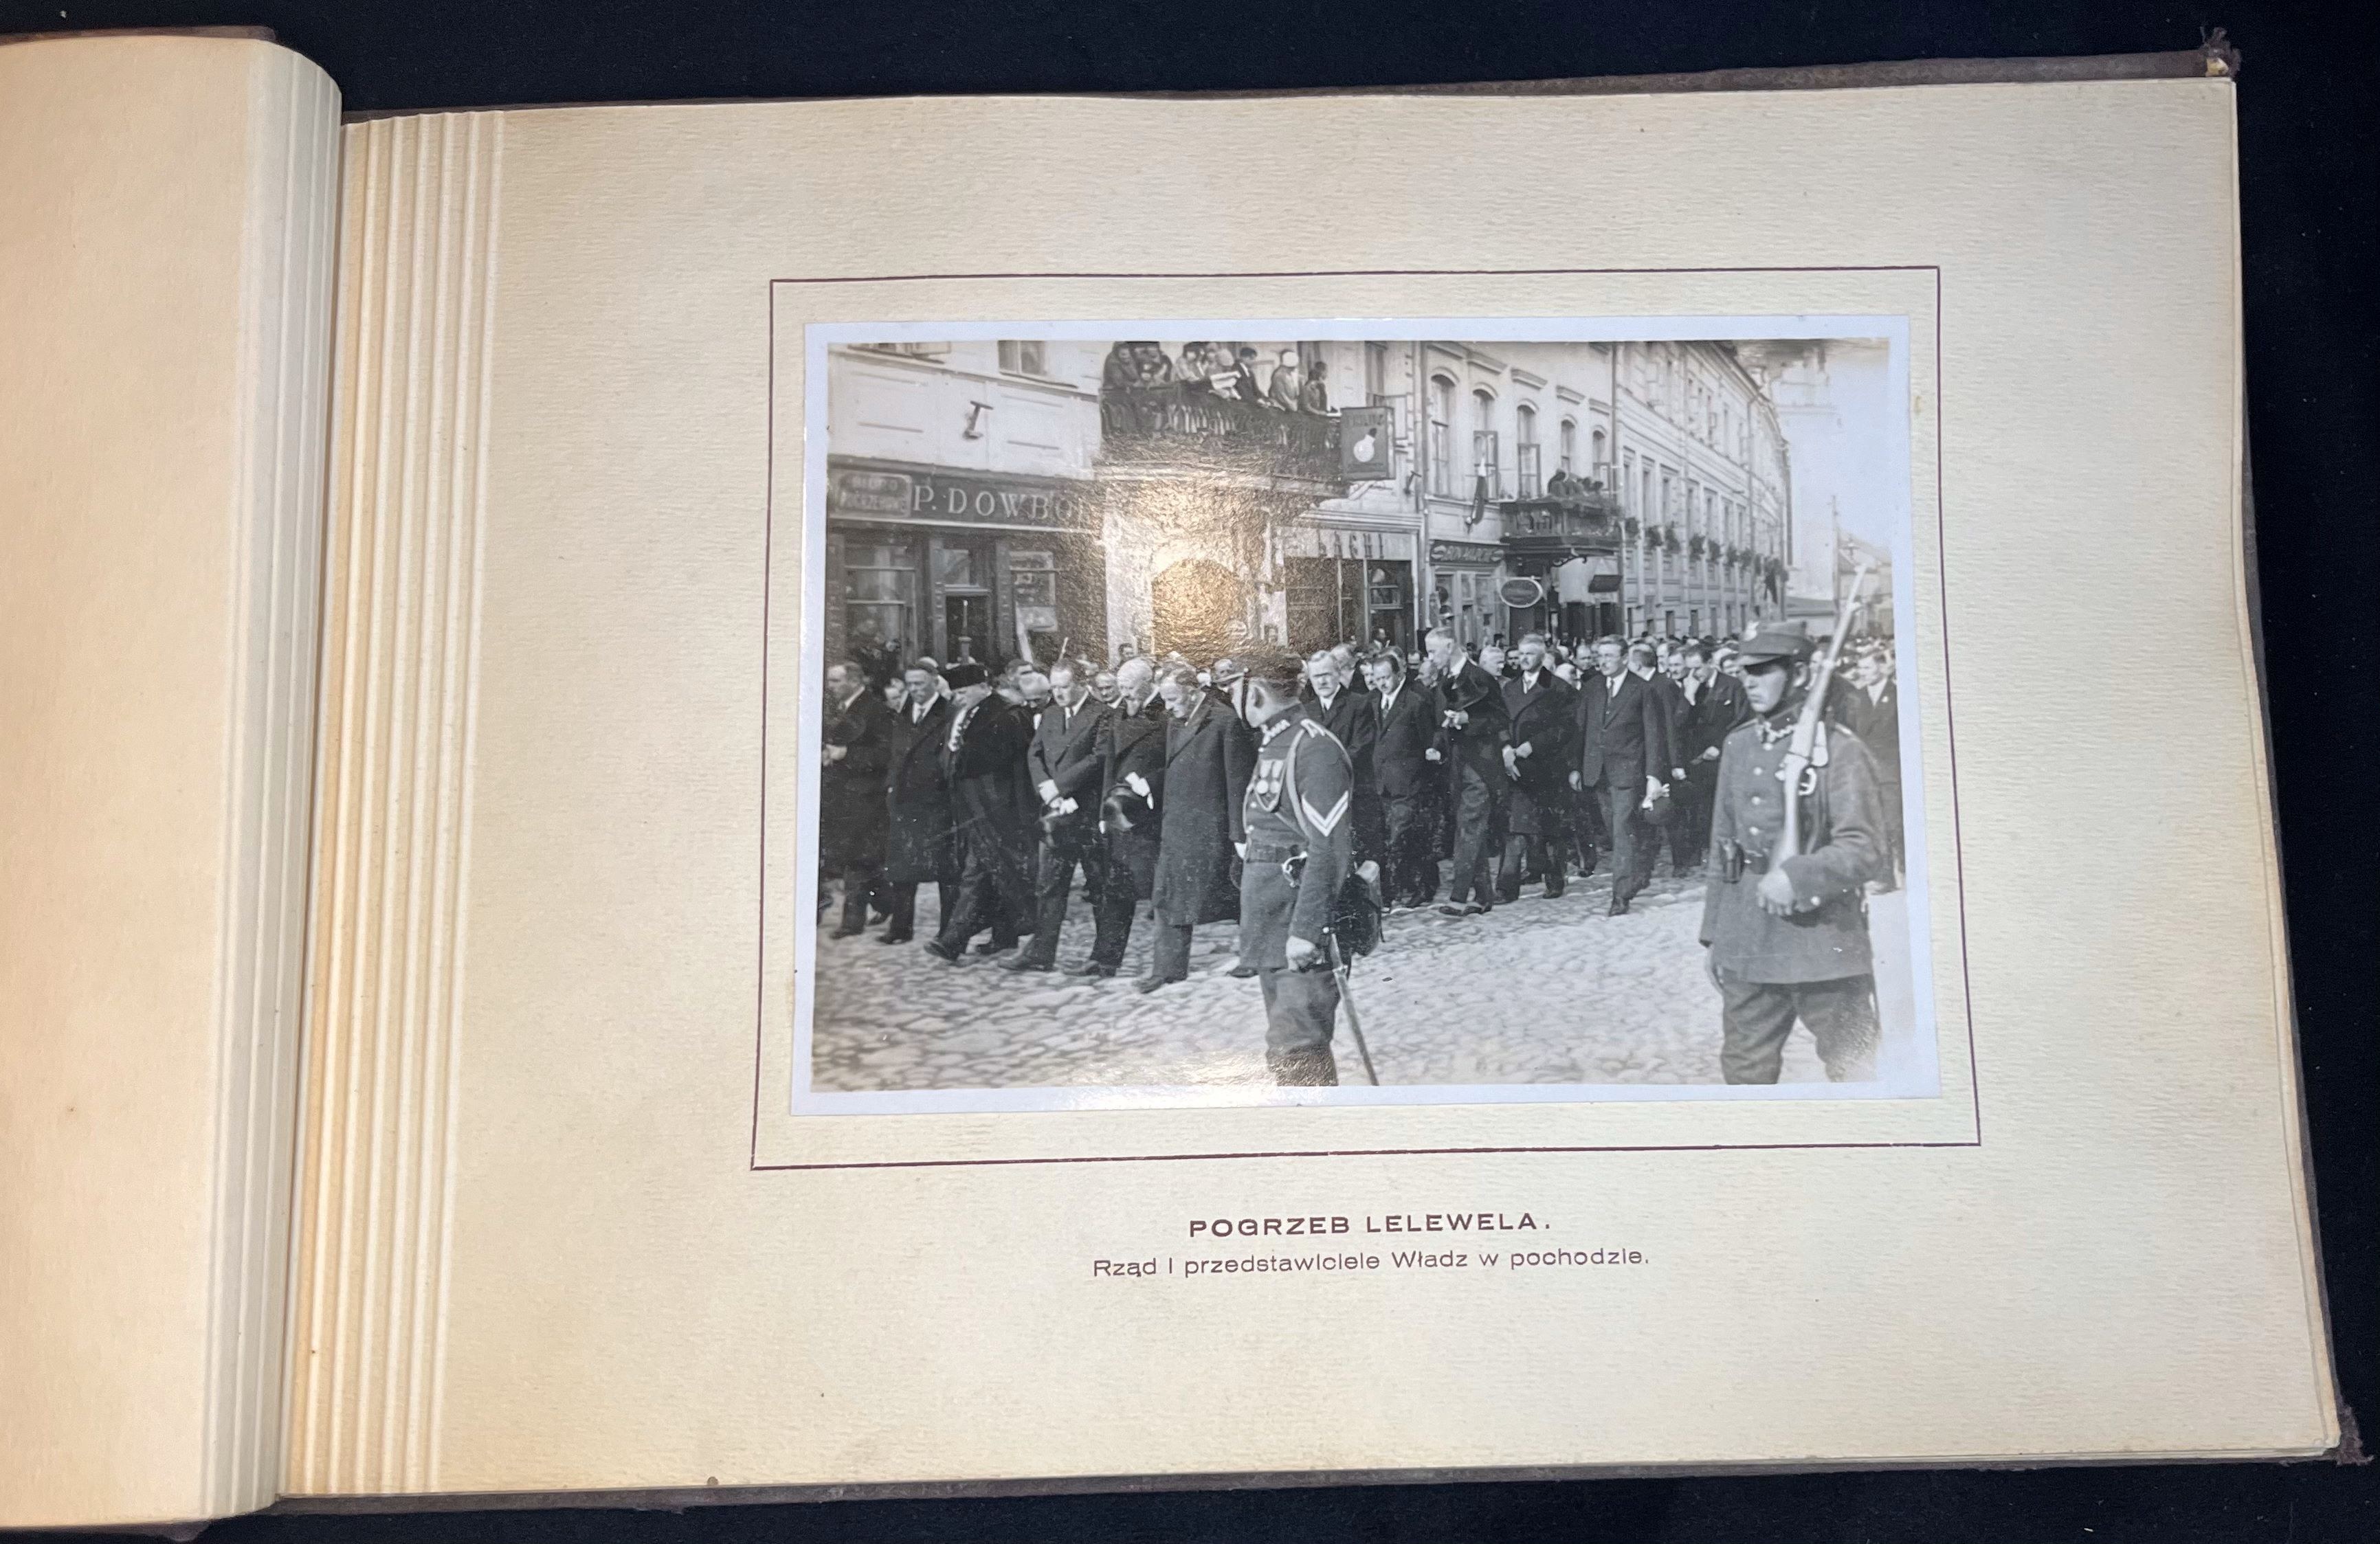 P. DOWBO
POGRZEB LELEWELA.
Rząd i przedstawiciele Władz w pochodzie.